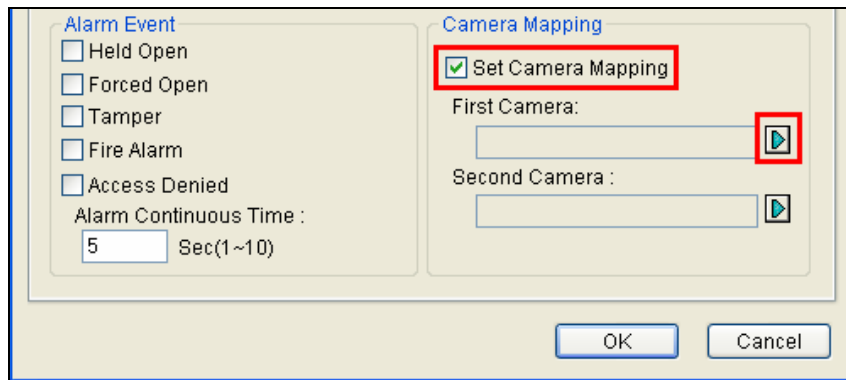 Alarm Event
Held Open
Forced Open
Tamper
Fire Alarm
Access Denied
Alarm Continuous Time :
5 Sec(1~10)
Camera Mapping
Set Camera Mapping
First Camera:
Second Camera :
OK Cancel